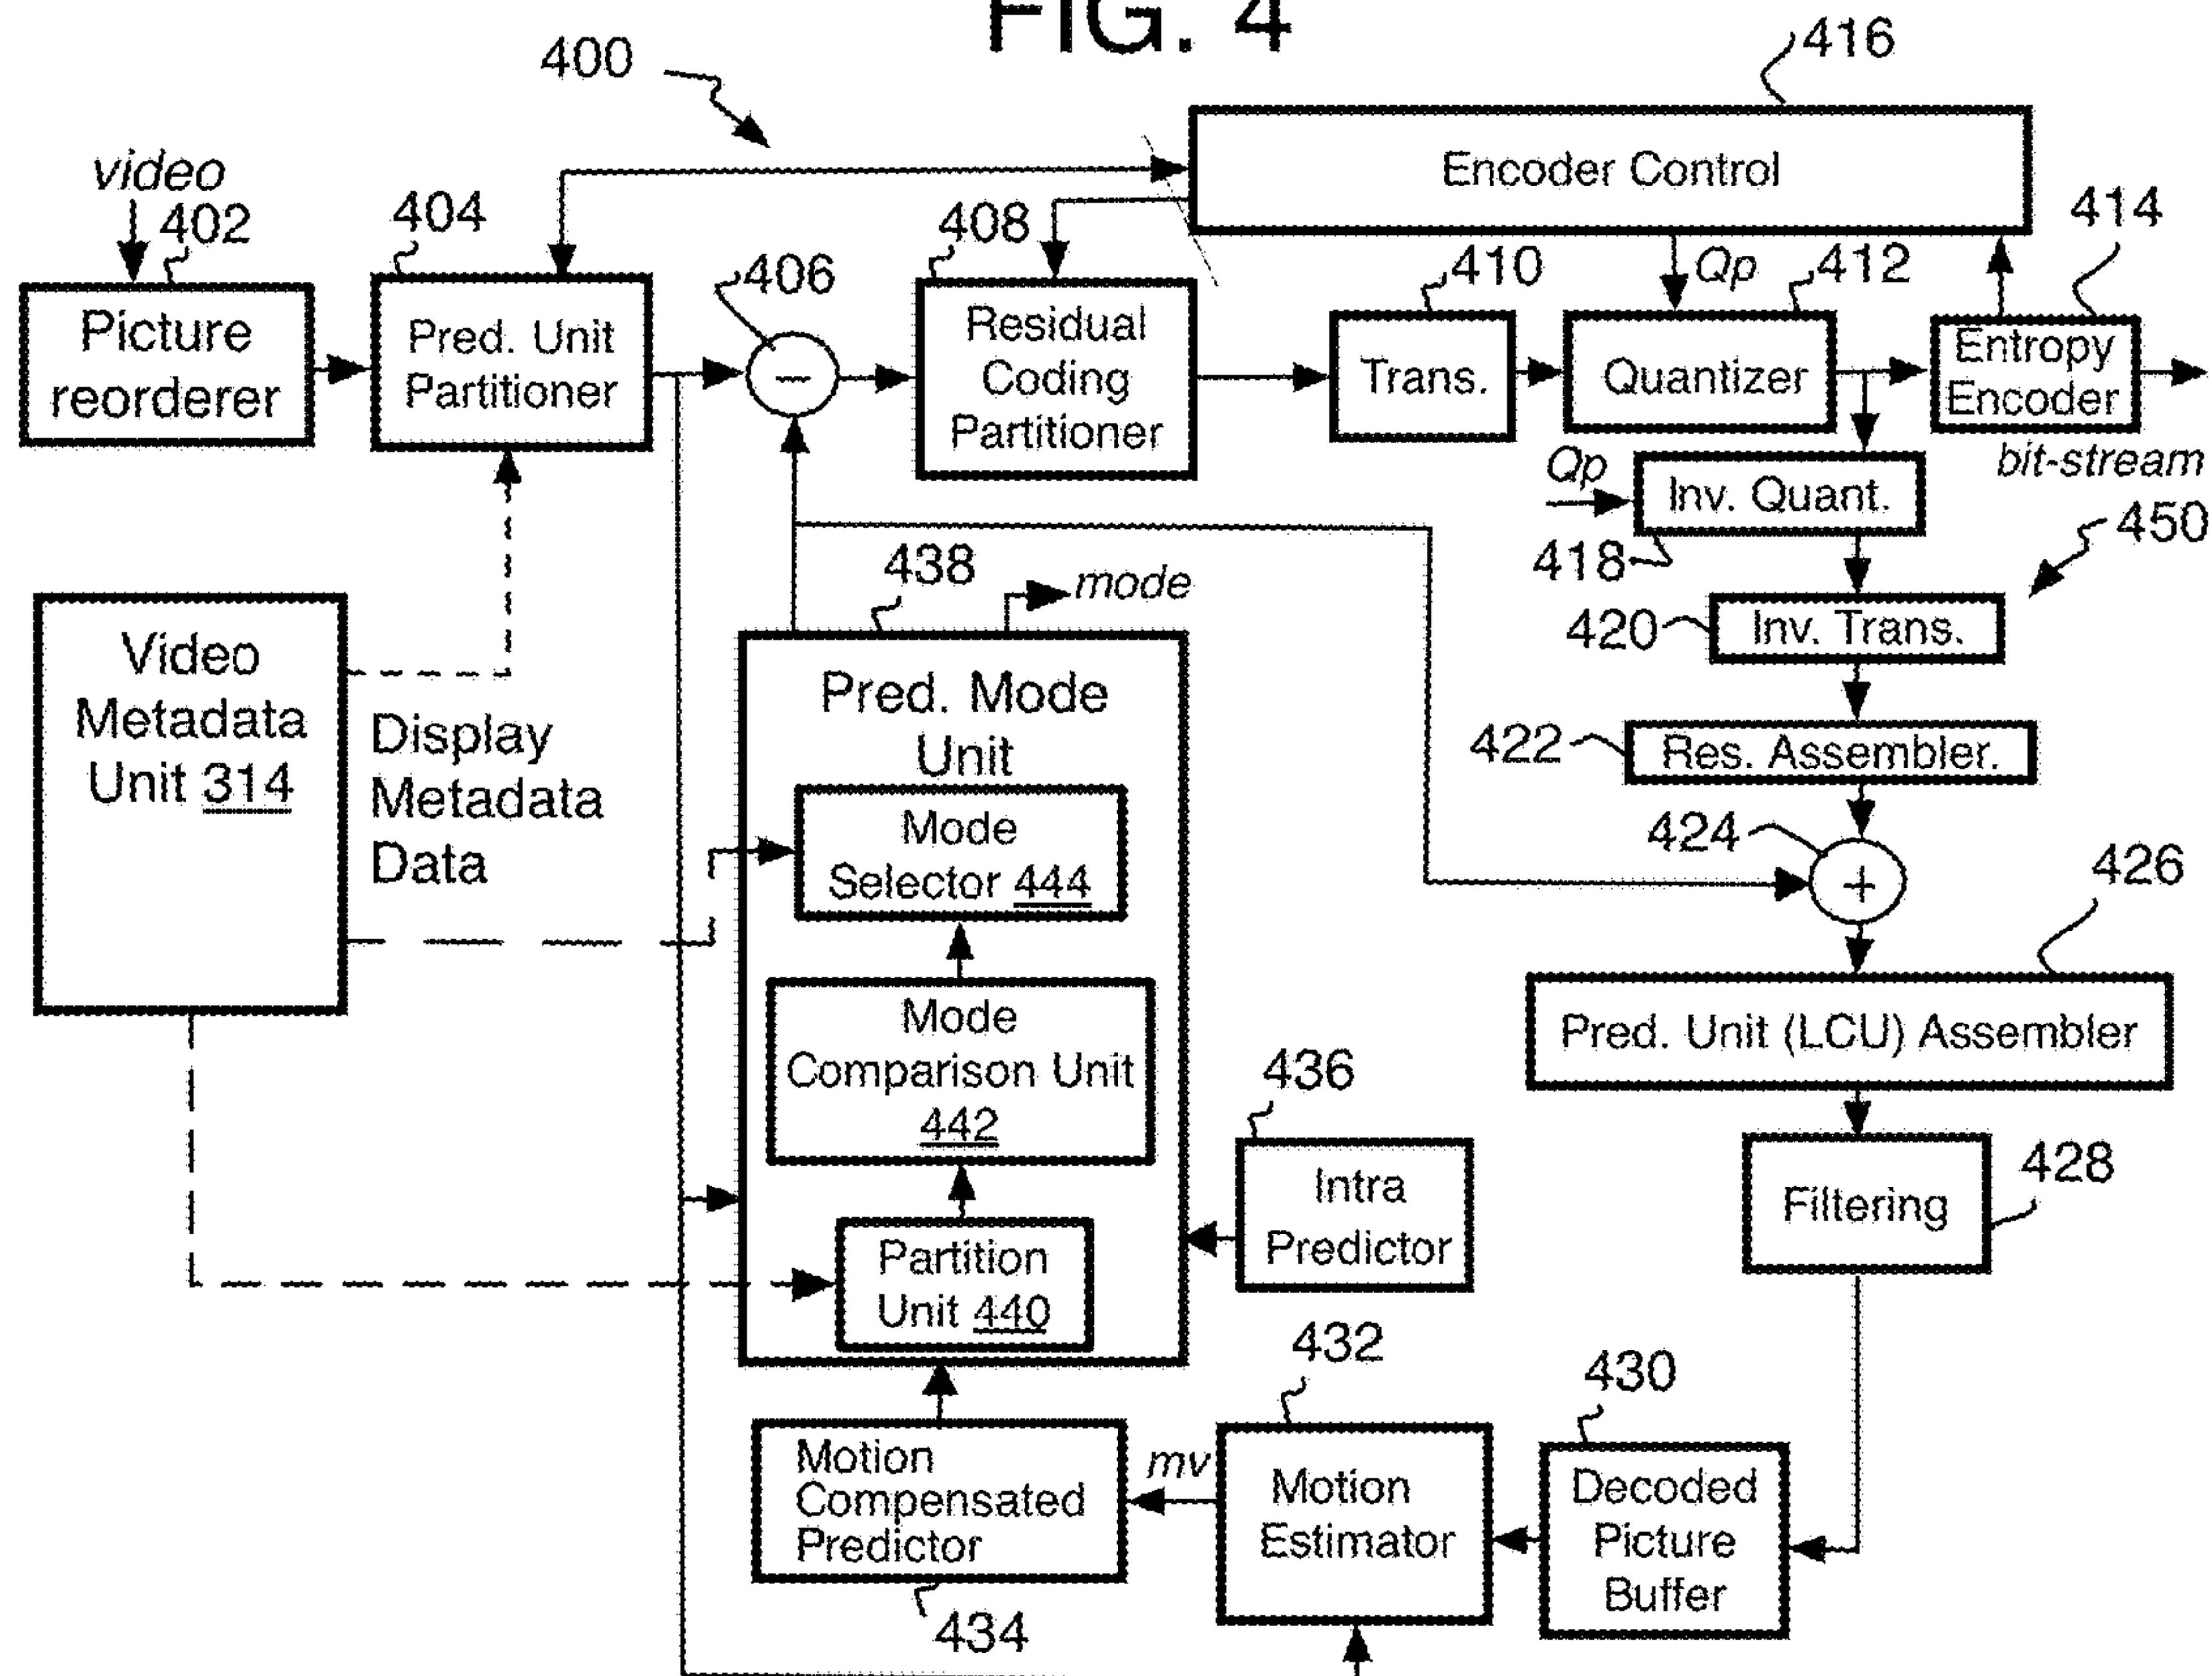 FIG. 4
400
416
Encoder Control
video
402
404
406
408
410
Qp
412
414
Picture
reorderer
Pred. Unit
Partitioner
−
Residual
Coding
Partitioner
Trans.
Quantizer
Entropy
Encoder
bit-stream
Qp
Inv. Quant.
418
450
420
Inv. Trans.
422
Res. Assembler.
424
+
426
Pred. Unit (LCU) Assembler
Filtering
428
Video
Metadata
Unit 314
Display
Metadata
Data
438
mode
Pred. Mode
Unit
Mode
Selector 444
Mode
Comparison Unit
442
Partition
Unit 440
436
Intra
Predictor
432
430
Motion
Compensated
Predictor
434
mv
Motion
Estimator
Decoded
Picture
Buffer